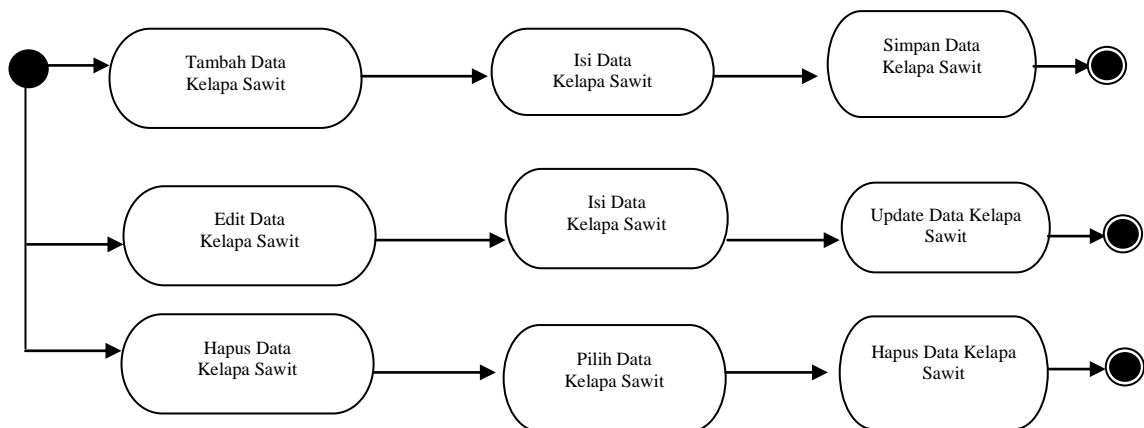 Tambah Data
Kelapa Sawit
Isi Data
Kelapa Sawit
Simpan Data
Kelapa Sawit
Edit Data
Kelapa Sawit
Isi Data
Kelapa Sawit
Update Data Kelapa
Sawit
Hapus Data
Kelapa Sawit
Pilih Data
Kelapa Sawit
Hapus Data Kelapa
Sawit